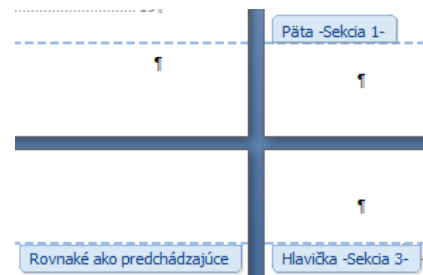 Päta -Sekcia 1-
¶
¶
¶
Rovnaké ako predchádzajúce
Hlavička -Sekcia 3-